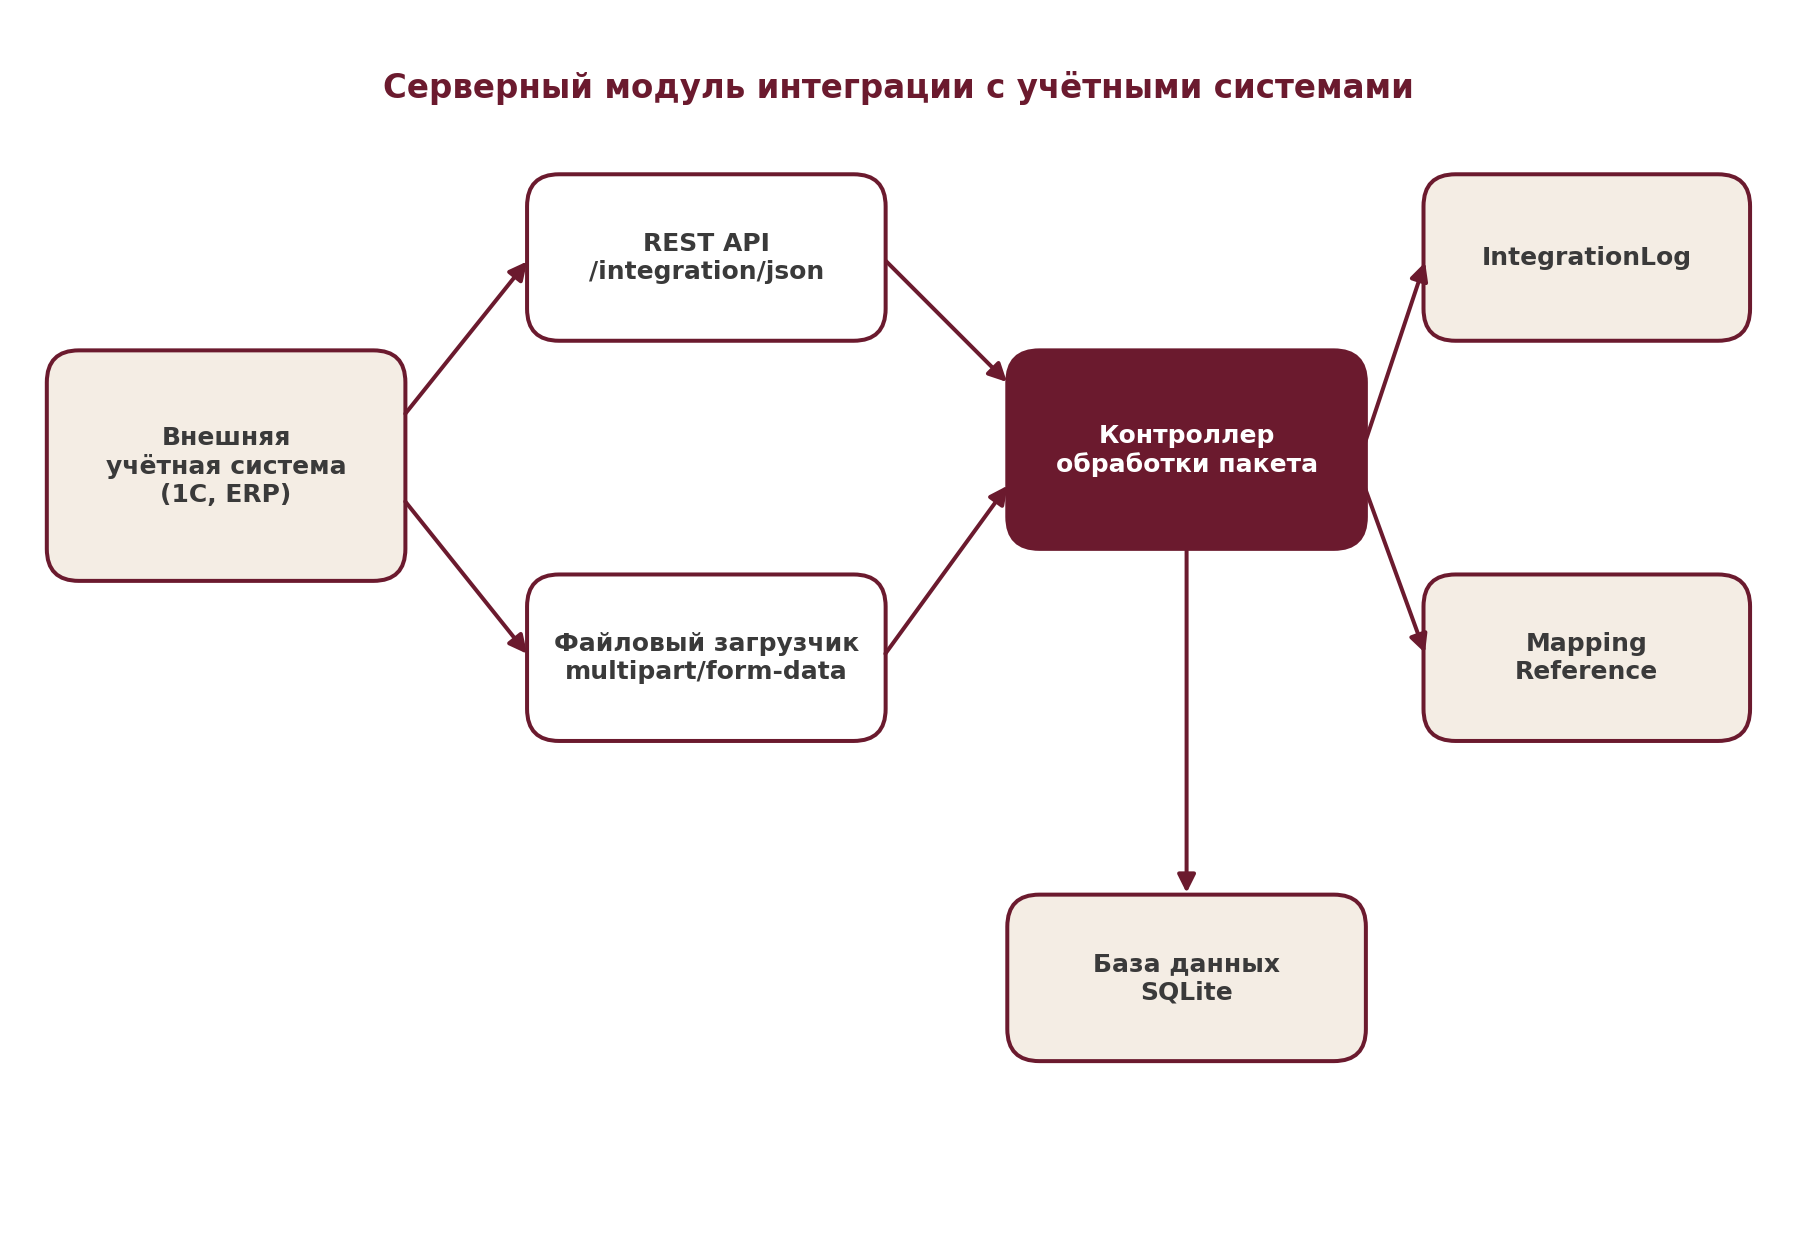 Серверный модуль интеграции с учётными системами
REST API
/integration/json
IntegrationLog
Внешняя
учётная система
(1С, ERP)
Контроллер
обработки пакета
Файловый загрузчик
multipart/form-data
Mapping
Reference
База данных
SQLite